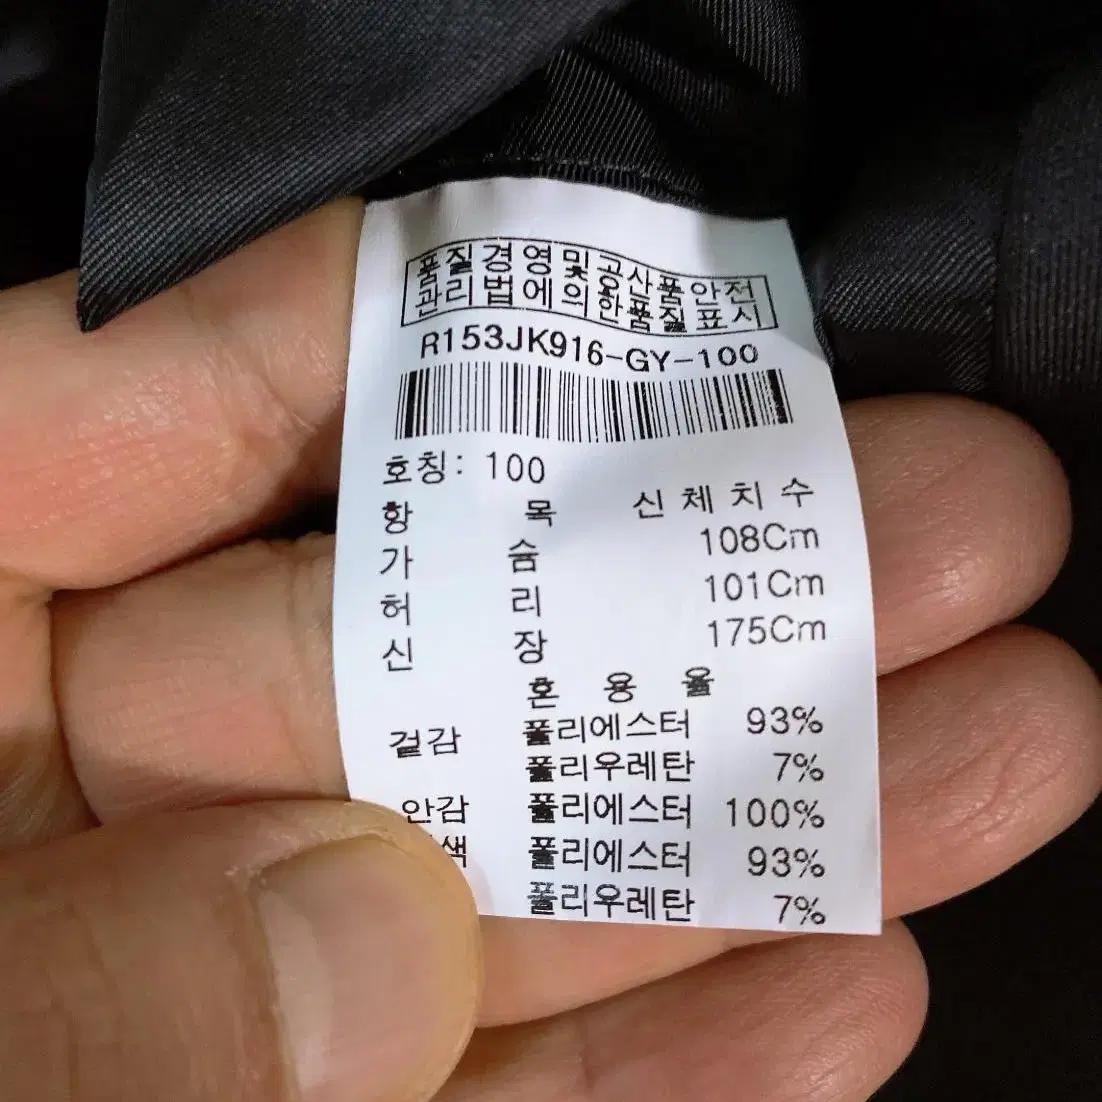 품질경영및공산품안전
관리법에의한품질표시
R153JK916-GY-100
호칭: 100
항 목 신 체 치 수
가 슴 108Cm
허 리 101Cm
신 장 175Cm
혼 용 율
겉감 폴리에스터 93%
폴리우레탄 7%
안감 폴리에스터 100%
색 폴리에스터 93%
폴리우레탄 7%